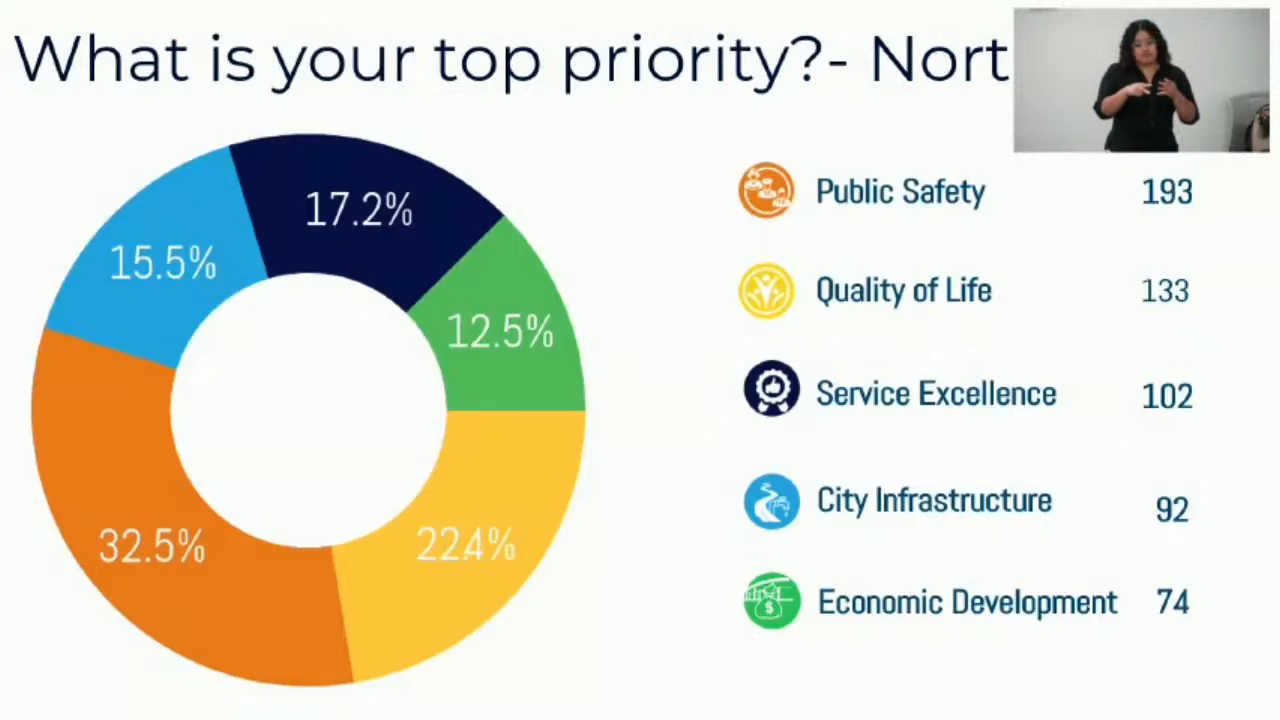 What is your top priority?- Nort
17.2%
15.5%
12.5%
32.5%
22.4%
Public Safety 193
Quality of Life 133
Service Excellence 102
City Infrastructure 92
Economic Development 74
$